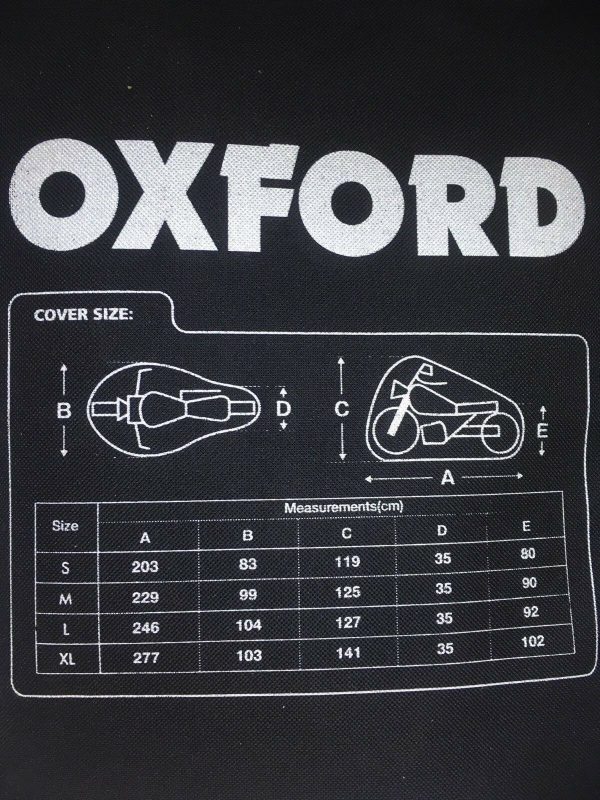 OXFORD
COVER SIZE:
B D C E
A
Size Measurements(cm)
A B C D E
S 203 83 119 35 80
M 229 99 125 35 90
L 246 104 127 35 92
XL 277 103 141 35 102